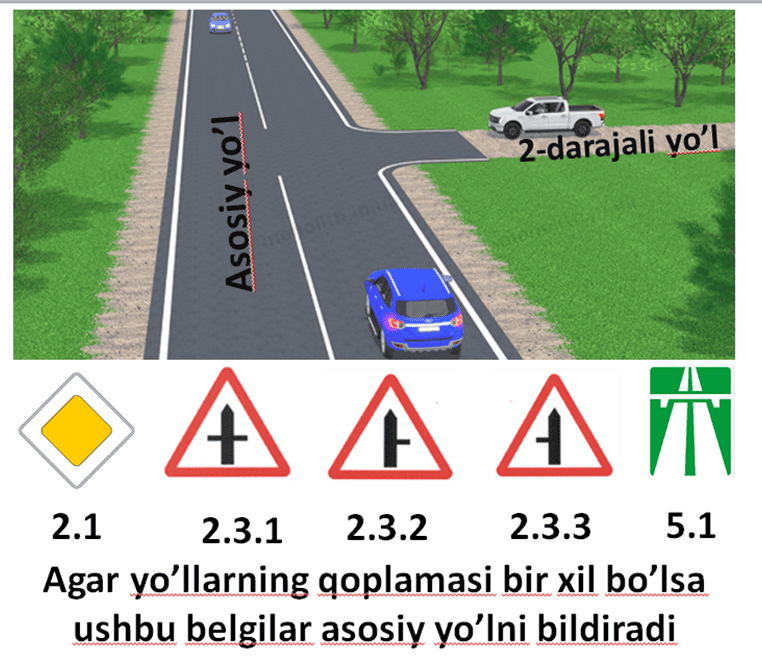 Asosiy yo'l
2-darajali yo'l
2.1 2.3.1 2.3.2 2.3.3 5.1
Agar yo'llarning qoplamasi bir xil bo'lsa
ushbu belgilar asosiy yo'lni bildiradi